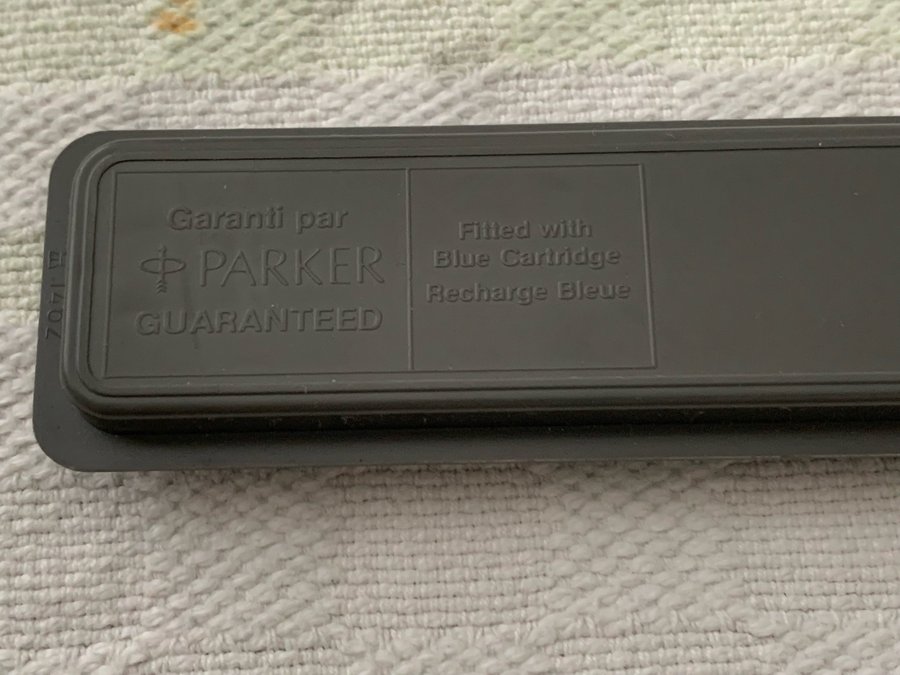 Garanti par
PARKER
GUARANTEED
Fitted with
Blue Cartridge
Recharge Bleue